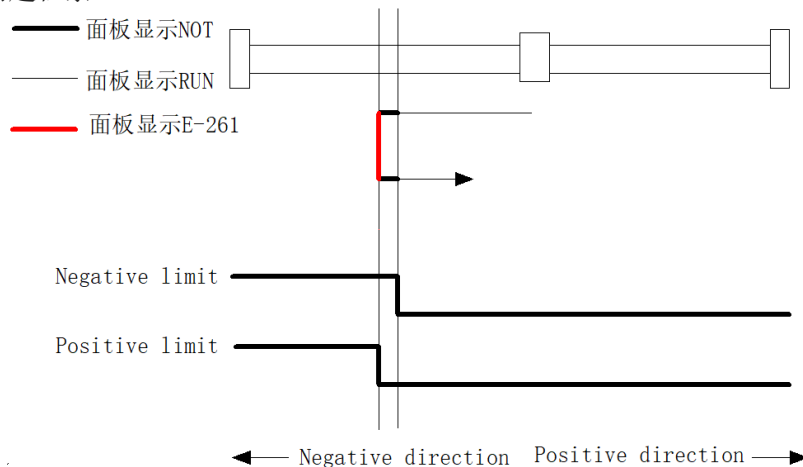 面板显示NOT
面板显示RUN
面板显示E-261
Negative limit
Positive limit
Negative direction
Positive direction